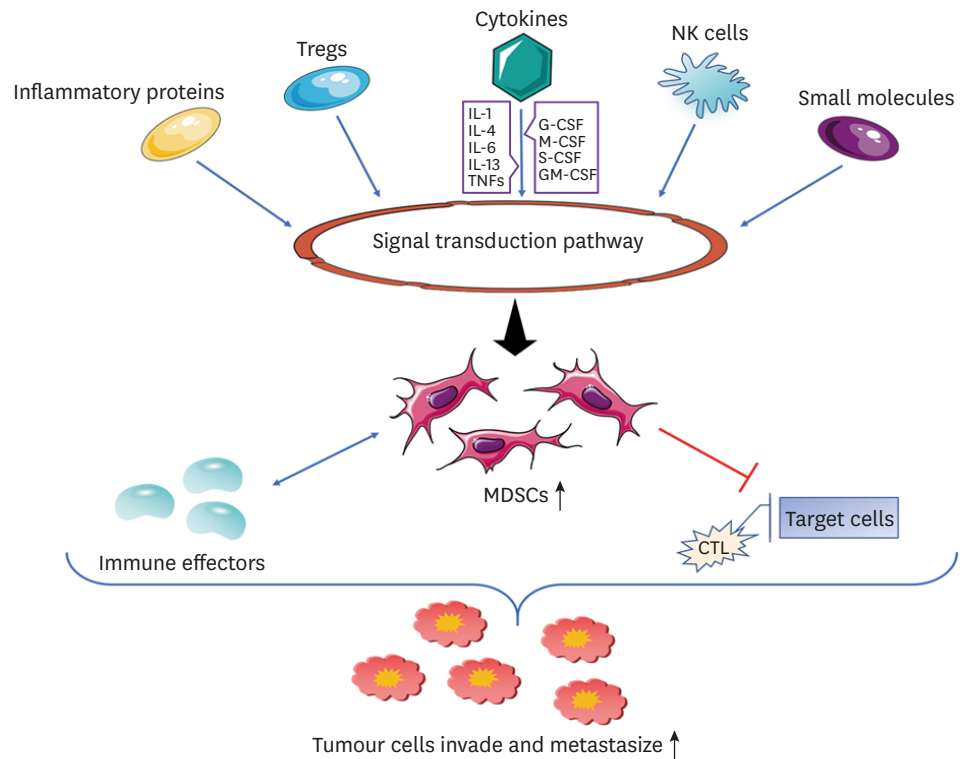 Cytokines
Tregs
NK cells
Inflammatory proteins
Small molecules
IL-1
IL-4
IL-6
IL-13
TNFs
G-CSF
M-CSF
S-CSF
GM-CSF
Signal transduction pathway
MDSCs ↑
Immune effectors
CTL
Target cells
Tumour cells invade and metastasize ↑